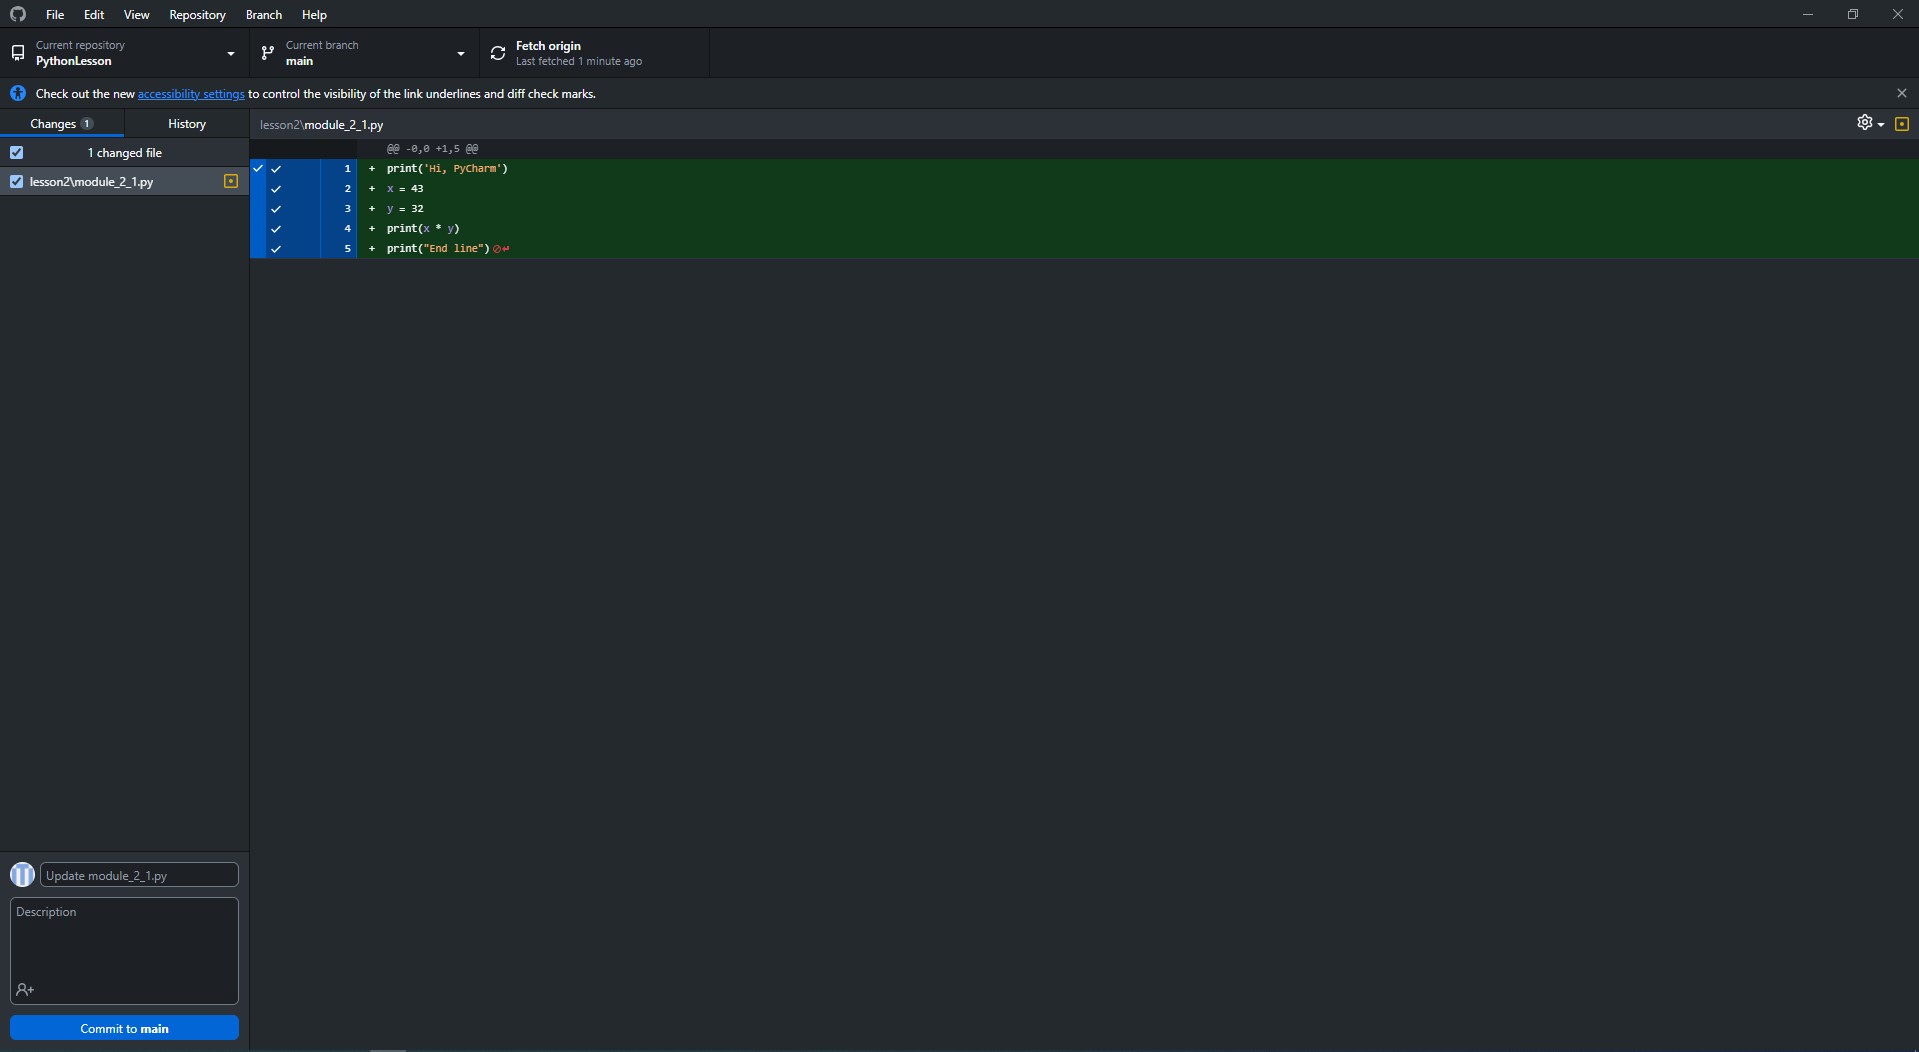 File Edit View Repository Branch Help
Current repository
PythonLesson
Current branch
main
Fetch origin
Last fetched 1 minute ago
Check out the new accessibility settings to control the visibility of the link underlines and diff check marks.
Changes 1
History
1 changed file
lesson2\module_2_1.py
lesson2\module_2_1.py
@@ -0,0 +1,5 @@
1 + print('Hi, PyCharm')
2 + x = 43
3 + y = 32
4 + print(x * y)
5 + print("End line")
Update module_2_1.py
Description
Commit to main